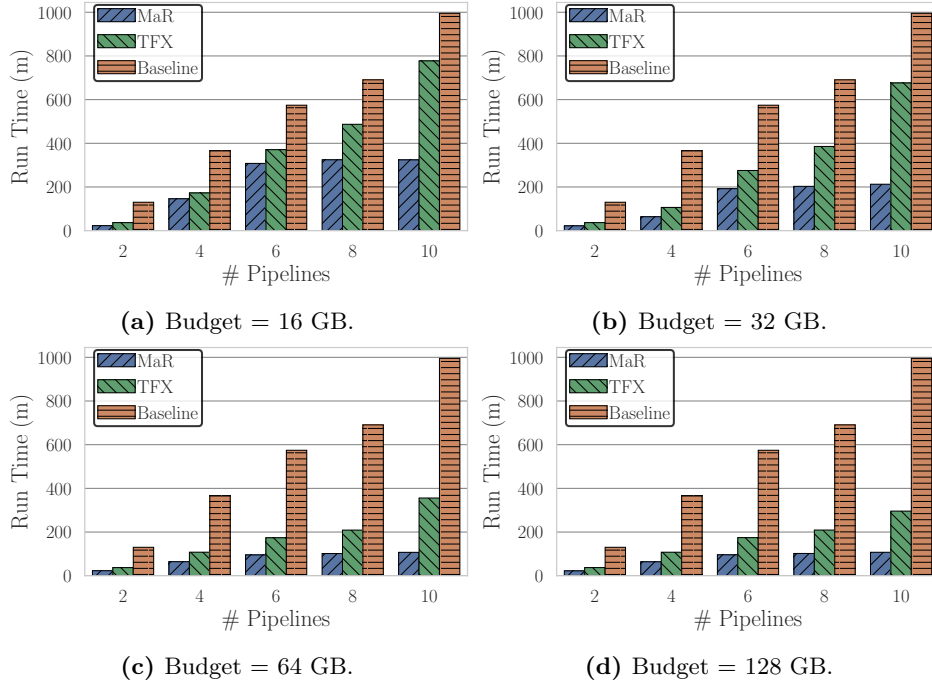 1000
800
600
400
200
0
Run Time (m)
MaR
TFX
Baseline
2 4 6 8 10
# Pipelines
(a) Budget = 16 GB.
1000
800
600
400
200
0
Run Time (m)
MaR
TFX
Baseline
2 4 6 8 10
# Pipelines
(b) Budget = 32 GB.
1000
800
600
400
200
0
Run Time (m)
MaR
TFX
Baseline
2 4 6 8 10
# Pipelines
(c) Budget = 64 GB.
1000
800
600
400
200
0
Run Time (m)
MaR
TFX
Baseline
2 4 6 8 10
# Pipelines
(d) Budget = 128 GB.